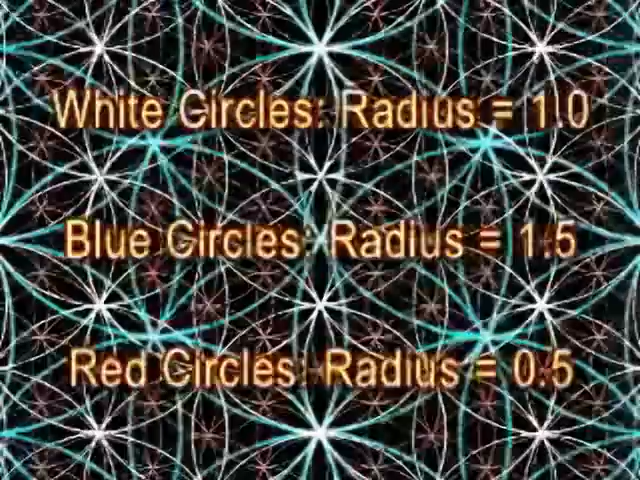 White Circles: Radius = 1.0
Blue Circles: Radius = 1.5
Red Circles: Radius = 0.5